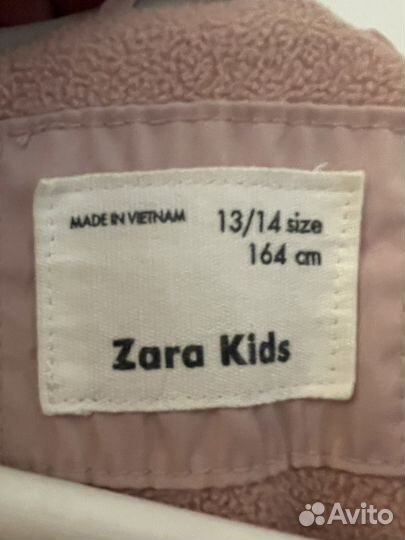 MADE IN VIETNAM
13/14 size
164 cm
Zara Kids
Avito